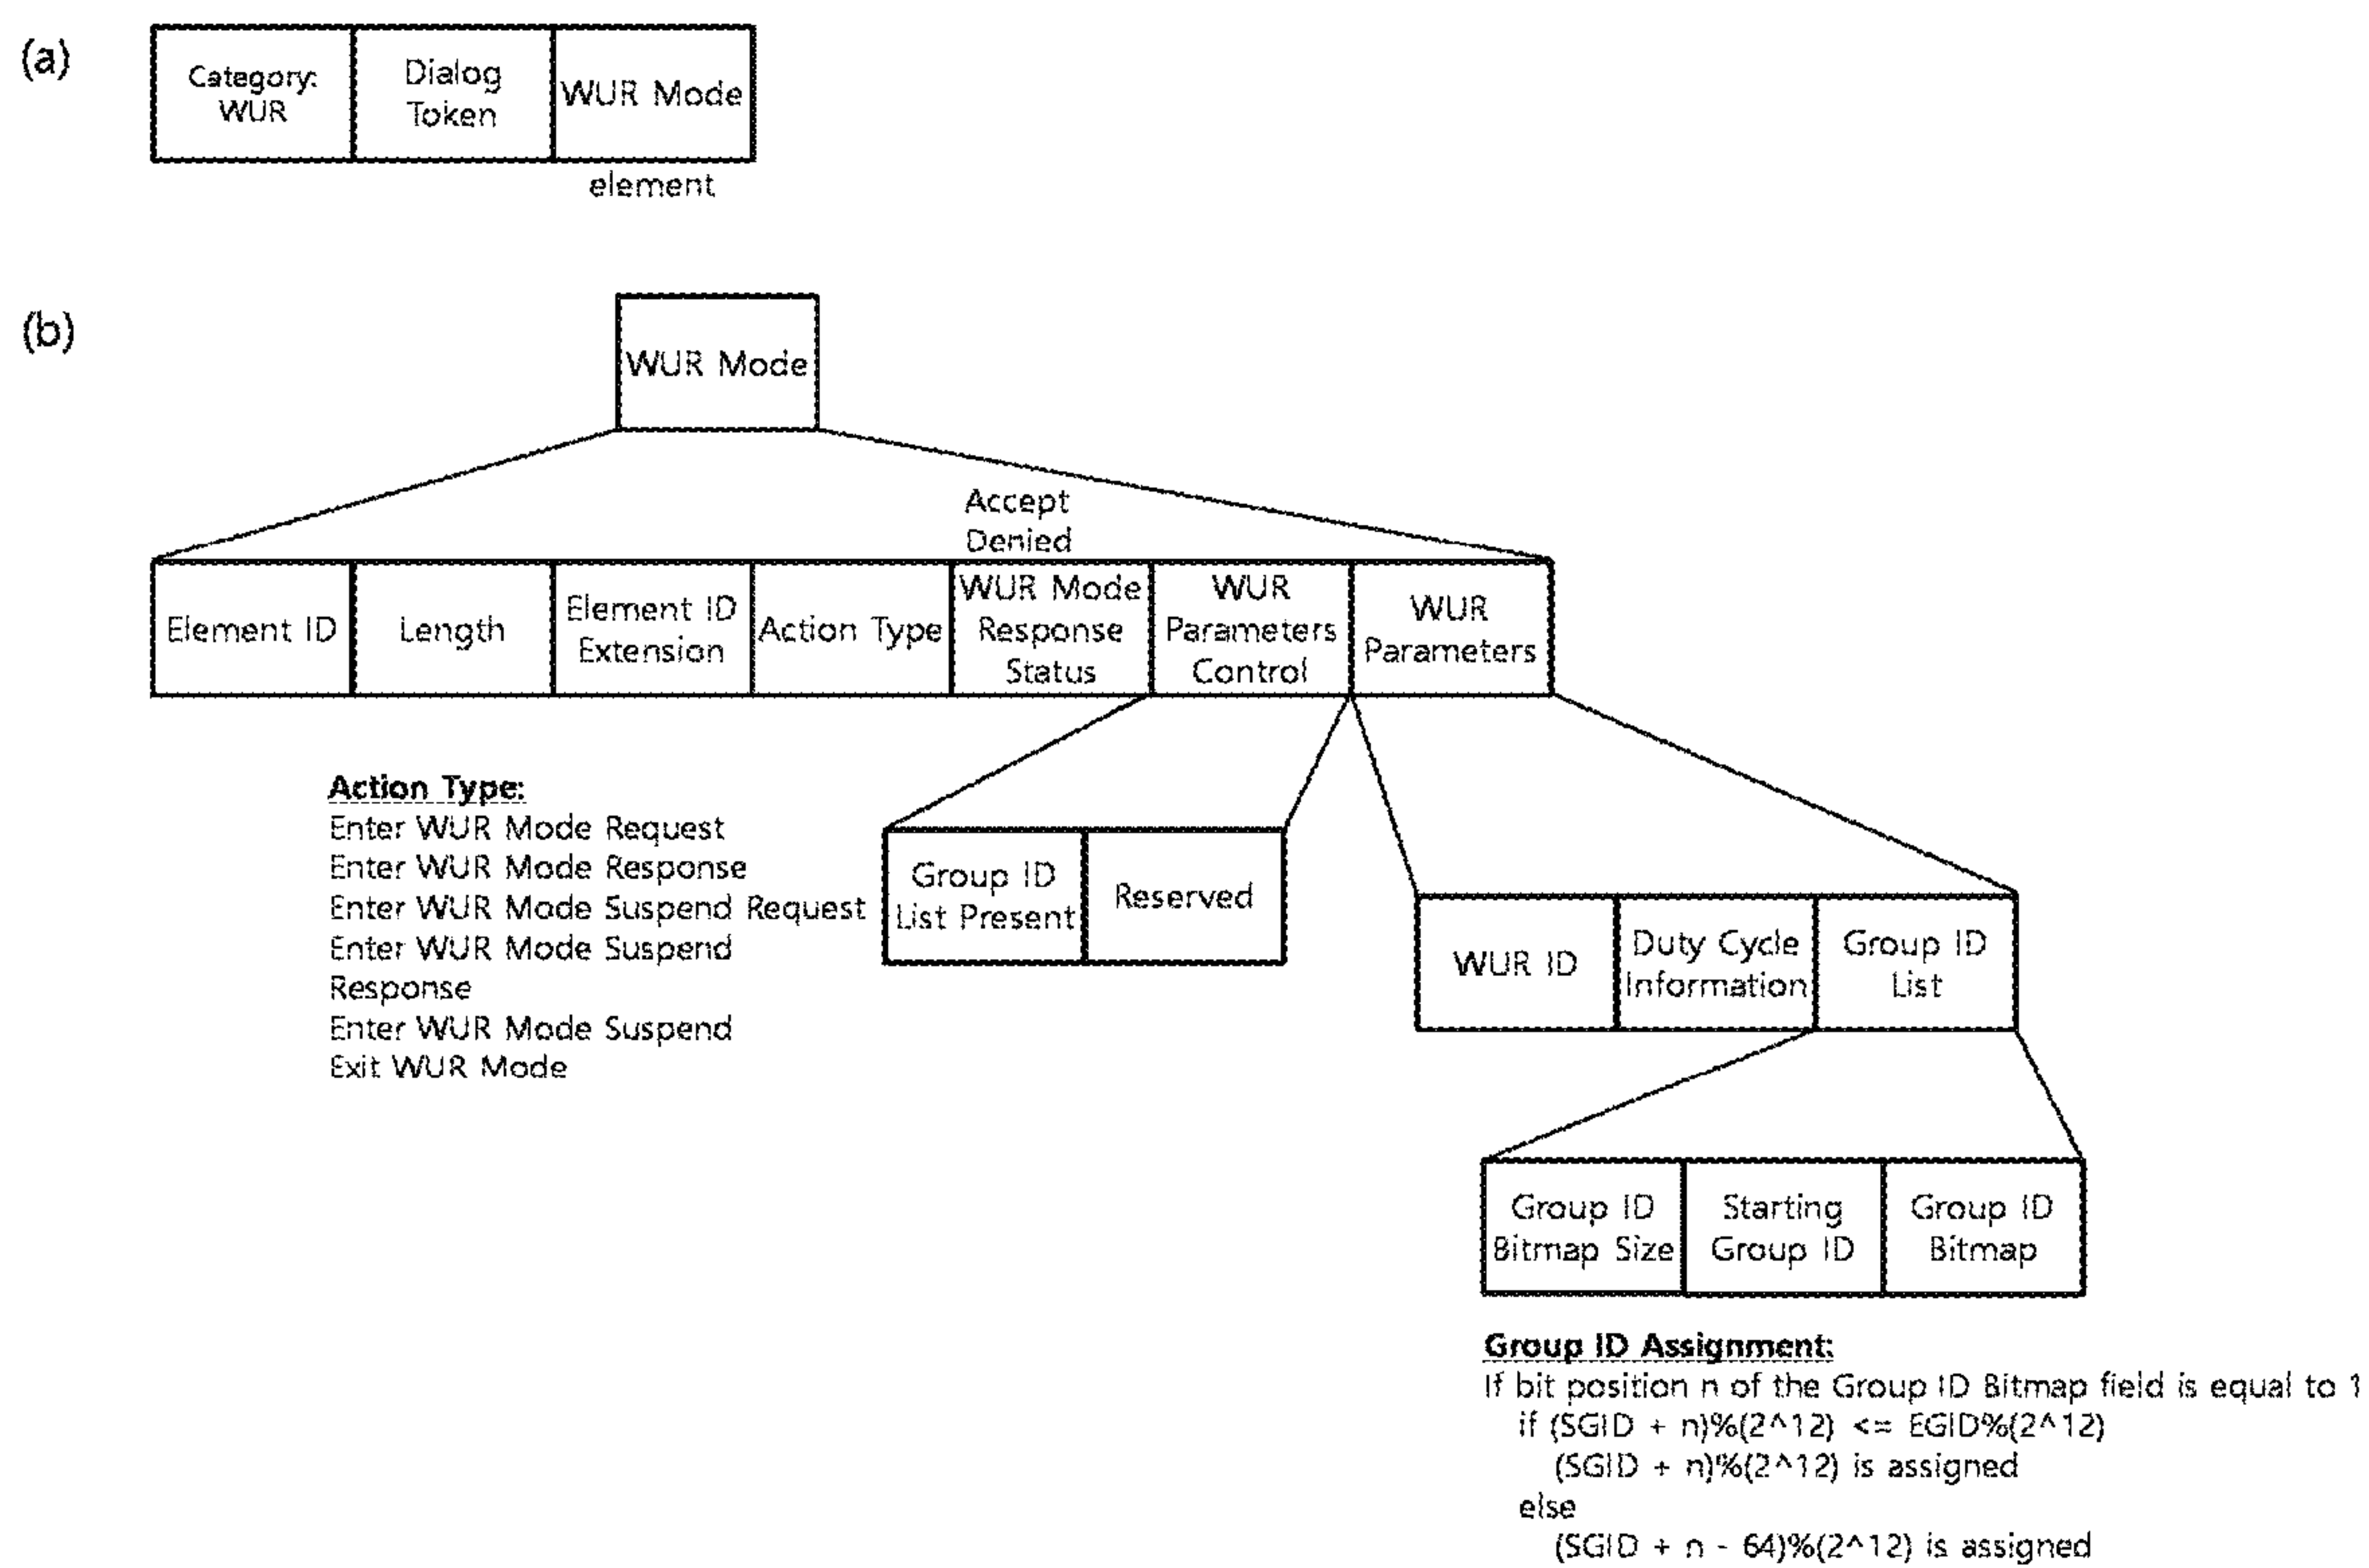 (a)
Category:
WUR
Dialog
Token
WUR Mode
element
(b)
WUR Mode
Accept
Denied
Element ID
Length
Element ID
Extension
Action Type
WUR Mode
Response
Status
WUR
Parameters
Control
WUR
Parameters
Action Type:
Enter WUR Mode Request
Enter WUR Mode Response
Enter WUR Mode Suspend Request
Enter WUR Mode Suspend
Response
Enter WUR Mode Suspend
Exit WUR Mode
Group ID
List Present
Reserved
WUR ID
Duty Cycle
Information
Group ID
List
Group ID
Bitmap Size
Starting
Group ID
Group ID
Bitmap
Group ID Assignment:
If bit position n of the Group ID Bitmap field is equal to 1
if (SGID + n)%(2^12) <= EGID%(2^12)
(SGID + n)%(2^12) is assigned
else
(SGID + n - 64)%(2^12) is assigned